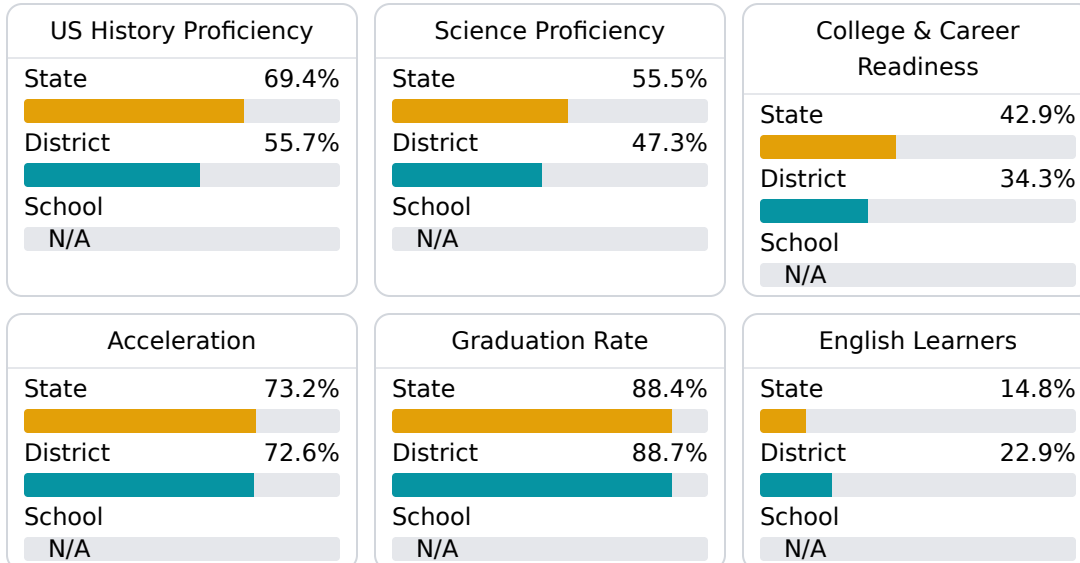 US History Proficiency
State 69.4%
District 55.7%
School
N/A
Science Proficiency
State 55.5%
District 47.3%
School
N/A
College & Career
Readiness
State 42.9%
District 34.3%
School
N/A
Acceleration
State 73.2%
District 72.6%
School
N/A
Graduation Rate
State 88.4%
District 88.7%
School
N/A
English Learners
State 14.8%
District 22.9%
School
N/A